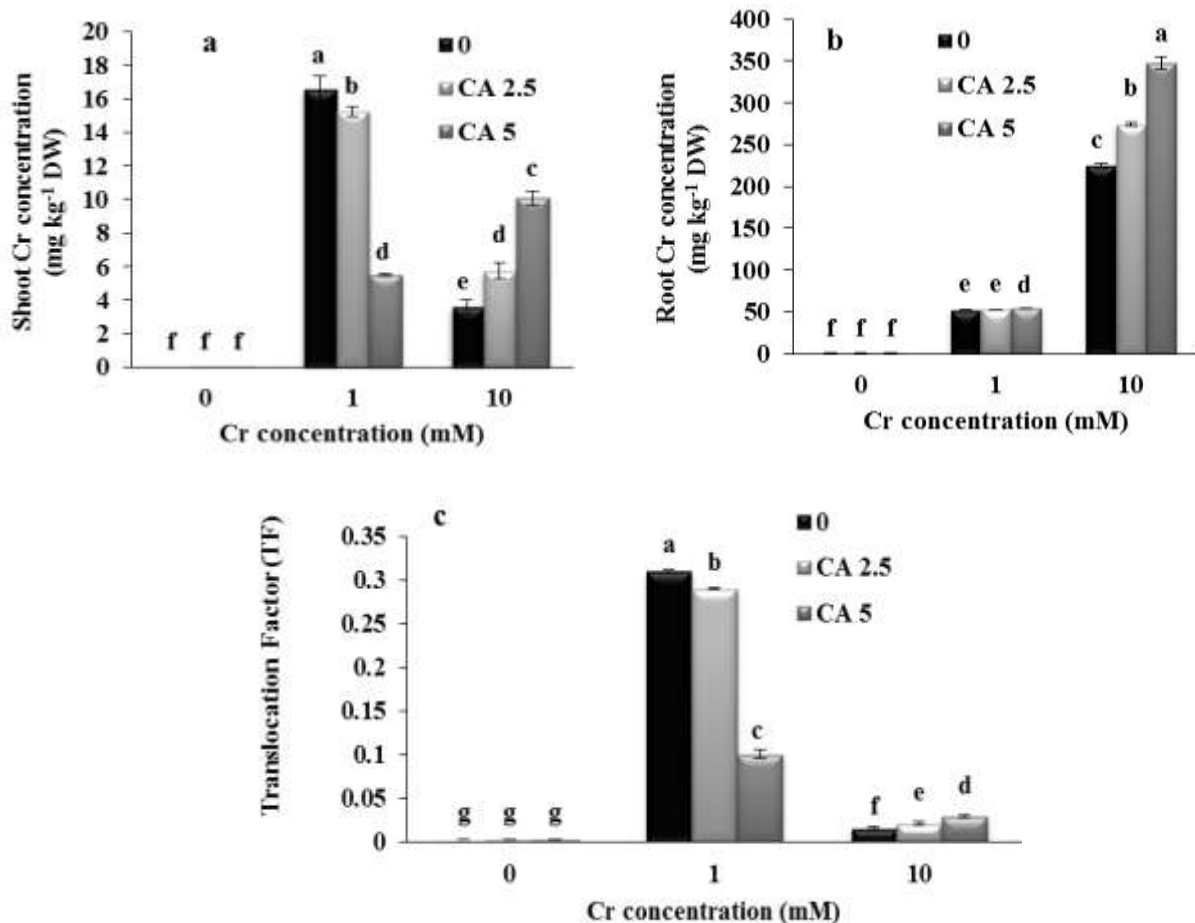 a
20
18
16
14
12
10
8
6
4
2
0
Shoot Cr concentration
(mg kg-1 DW)
0
CA 2.5
CA 5
f f f
a
b
d
e
d
c
0 1 10
Cr concentration (mM)
b
400
350
300
250
200
150
100
50
0
Root Cr concentration
(mg kg-1 DW)
0
CA 2.5
CA 5
f f f
e e d
c
b
a
0 1 10
Cr concentration (mM)
c
0.35
0.3
0.25
0.2
0.15
0.1
0.05
0
Translocation Factor (TF)
0
CA 2.5
CA 5
g g g
a
b
c
f
e
d
0 1 10
Cr concentration (mM)